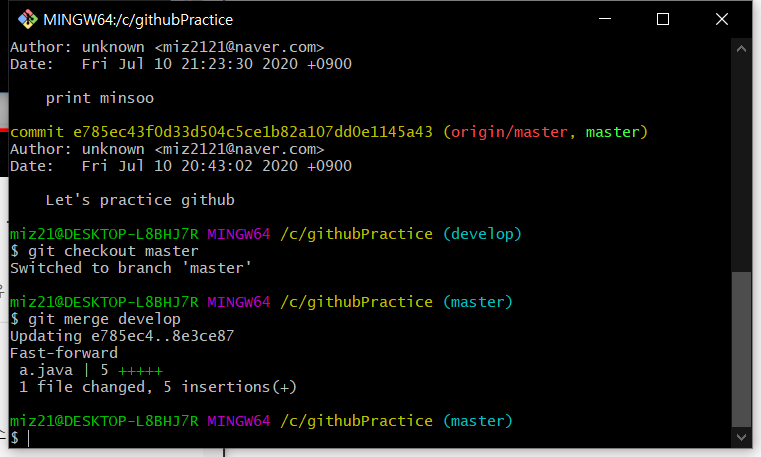 MINGW64:/c/githubPractice
Author: unknown <miz2121@naver.com>
Date:   Fri Jul 10 21:23:30 2020 +0900
print minsoo
commit e785ec43f0d33d504c5ce1b82a107dd0e1145a43 (origin/master, master)
Author: unknown <miz2121@naver.com>
Date:   Fri Jul 10 20:43:02 2020 +0900
Let's practice github
miz21@DESKTOP-L8BHJ7R MINGW64 /c/githubPractice (develop)
$ git checkout master
Switched to branch 'master'
miz21@DESKTOP-L8BHJ7R MINGW64 /c/githubPractice (master)
$ git merge develop
Updating e785ec4..8e3ce87
Fast-forward
a.java | 5 +++++
1 file changed, 5 insertions(+)
miz21@DESKTOP-L8BHJ7R MINGW64 /c/githubPractice (master)
$